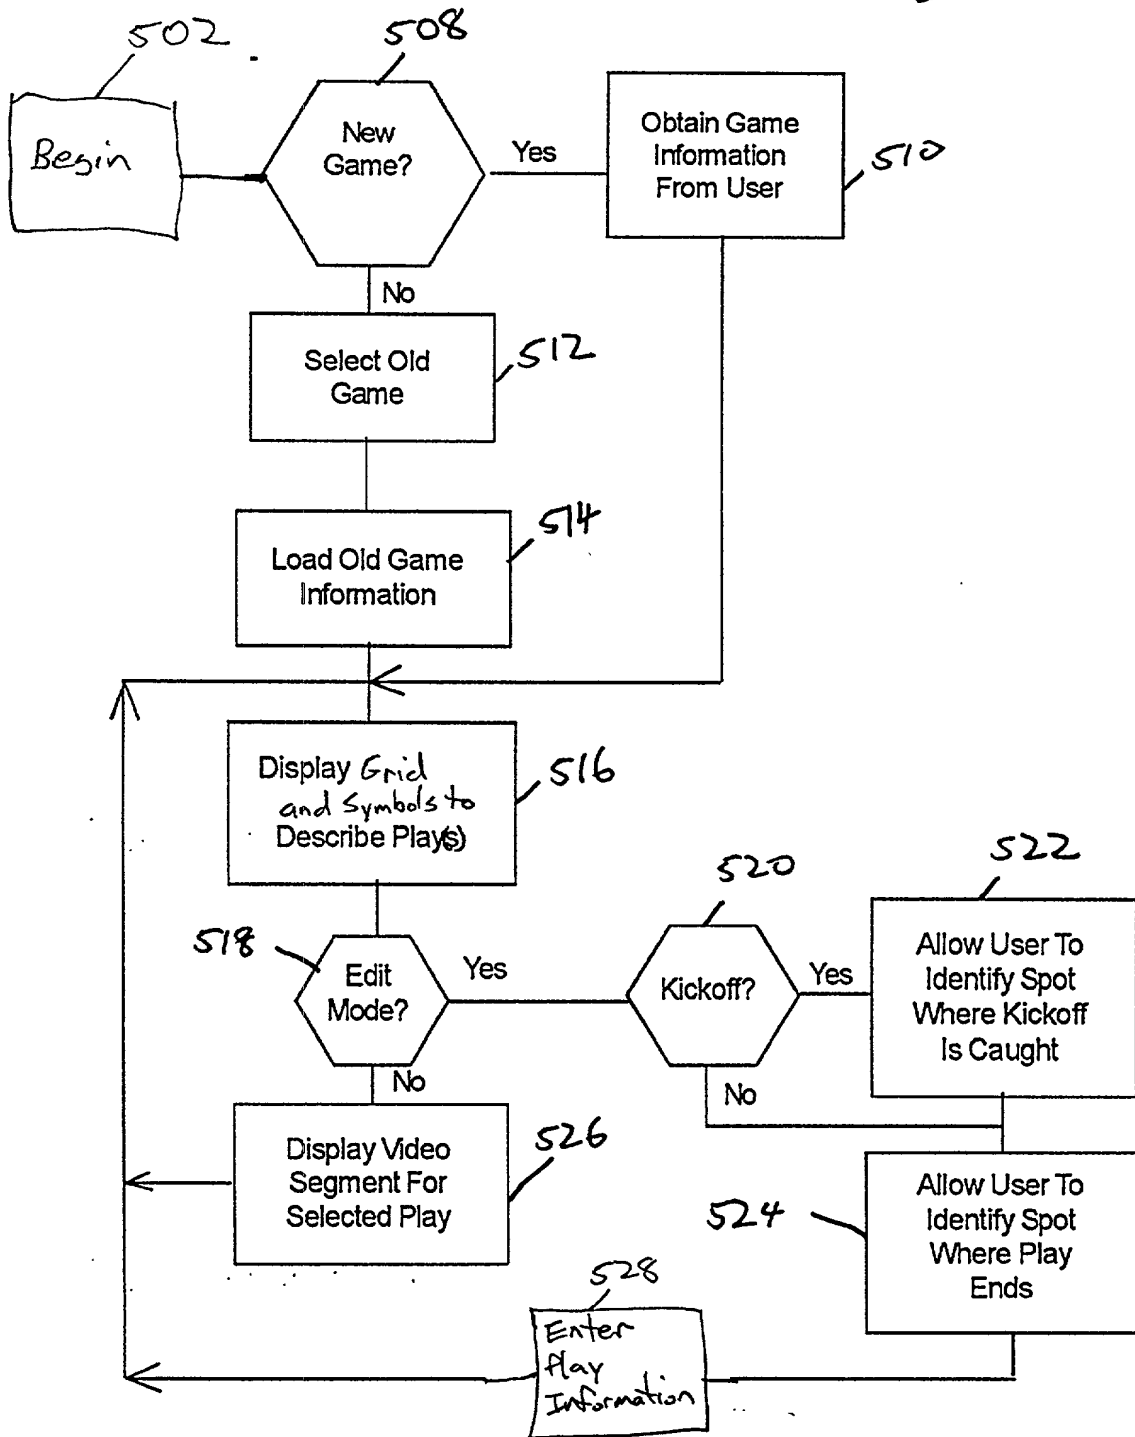 502
508
Begin
New
Game?
Yes
Obtain Game
Information
From User
510
No
Select Old
Game
512
Load Old Game
Information
514
Display Grid
and Symbols to
Describe Play(s)
516
518
Edit
Mode?
Yes
520
Kickoff?
Yes
522
Allow User To
Identify Spot
Where Kickoff
Is Caught
No
No
Display Video
Segment For
Selected Play
526
524
Allow User To
Identify Spot
Where Play
Ends
528
Enter
Play
Information